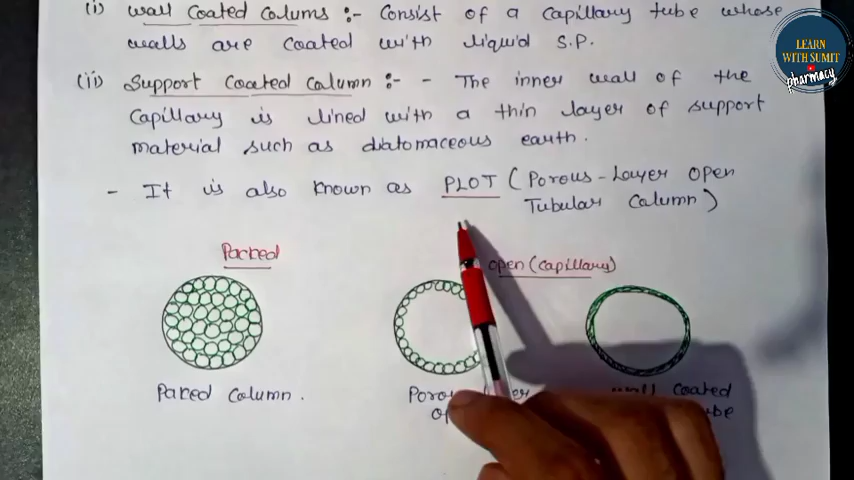 (i) Wall Coated Colums :- Consist of a capillary tube whose
walls are coated with liquid S.P.
(ii) Support Coated Column :- - The inner wall of the
Capillary is lined with a thin layer of support
material such as diatomaceous earth.
- It is also known as PLOT (Porous-Layer Open
Tubular Column)
Packed
open (capillary)
Paced Column.
wall coated
LEARN
WITH SUMIT
pharmacy